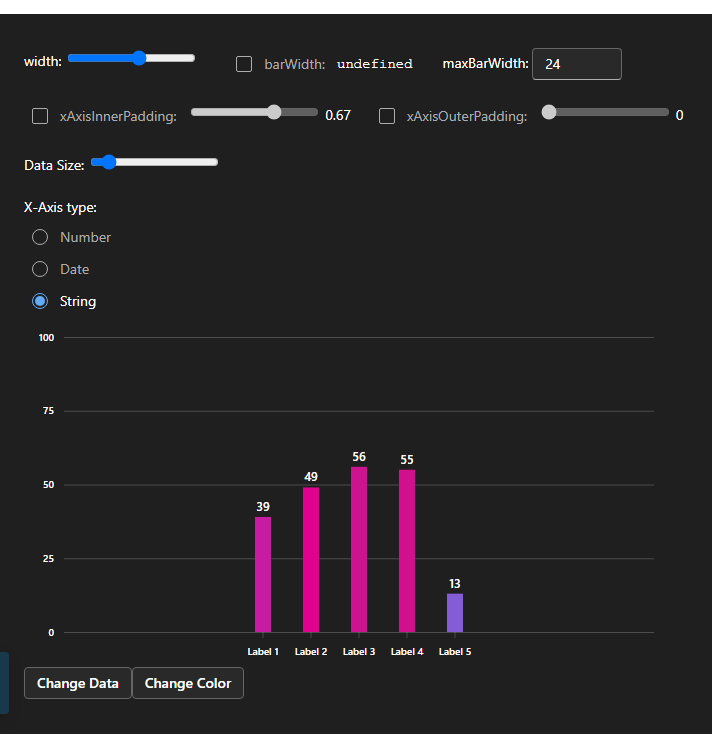 width: barWidth: undefined maxBarWidth: 24
xAxisInnerPadding: 0.67 xAxisOuterPadding: 0
Data Size:
X-Axis type:
Number
Date
String
100
75
50
25
0
39
49
56
55
13
Label 1 Label 2 Label 3 Label 4 Label 5
Change Data Change Color